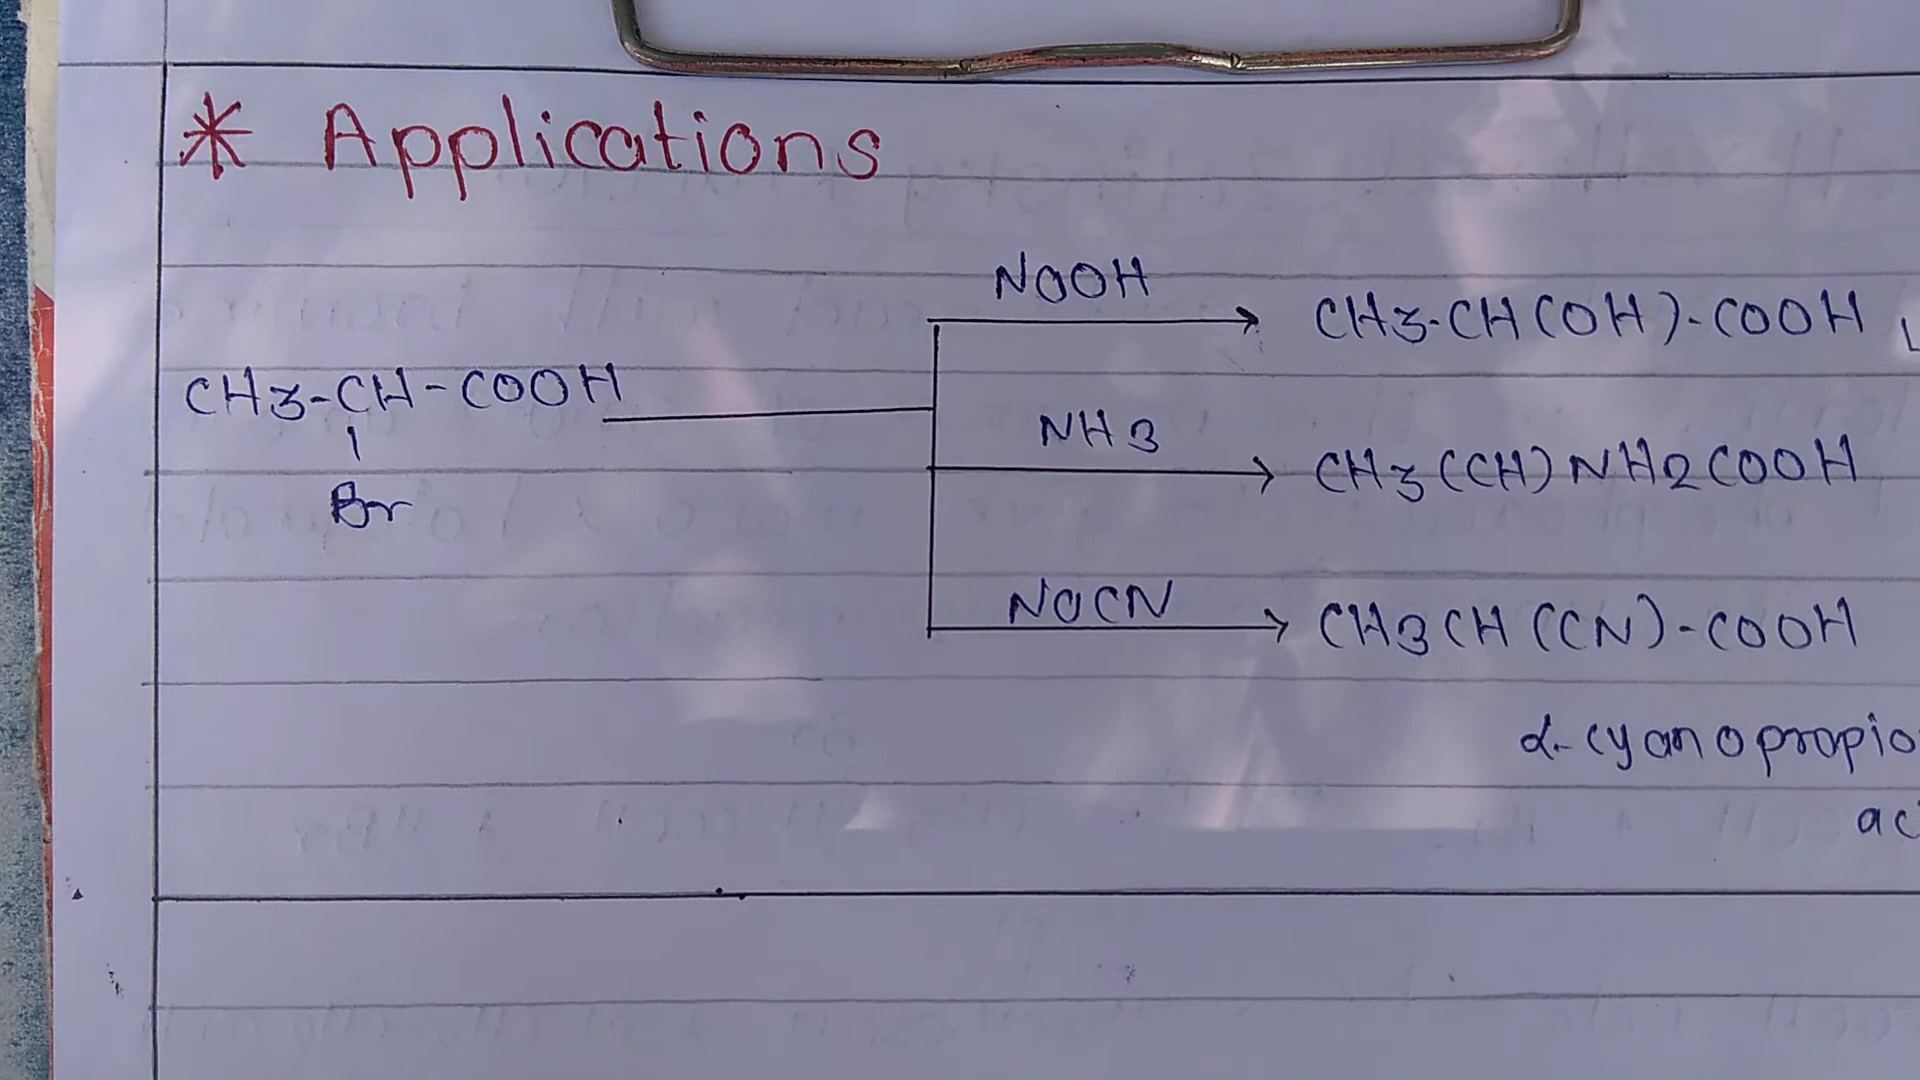 * Applications
NaOH
CH3-CH(OH)-COOH
CH3-CH-COOH
Br
NH3
CH3(CH)NH2COOH
NaCN
CH3CH(CN)-COOH
α-cyanopropio
ac